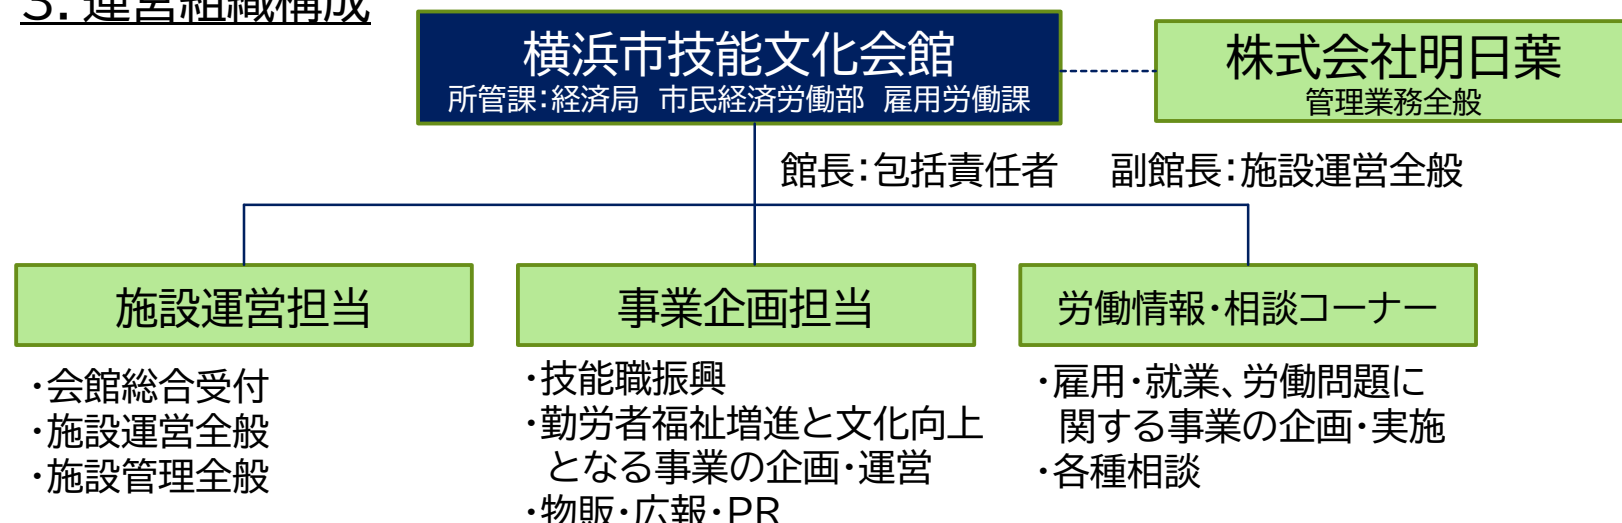 3. 運営組織構成
横浜市技能文化会館
所管課:経済局 市民経済労働部 雇用労働課
株式会社明日葉
管理業務全般
館長:包括責任者 副館長:施設運営全般
施設運営担当
・会館総合受付
・施設運営全般
・施設管理全般
事業企画担当
・技能職振興
・勤労者福祉増進と文化向上
となる事業の企画・運営
・物販・広報・PR
労働情報・相談コーナー
・雇用・就業、労働問題に
関する事業の企画・実施
・各種相談